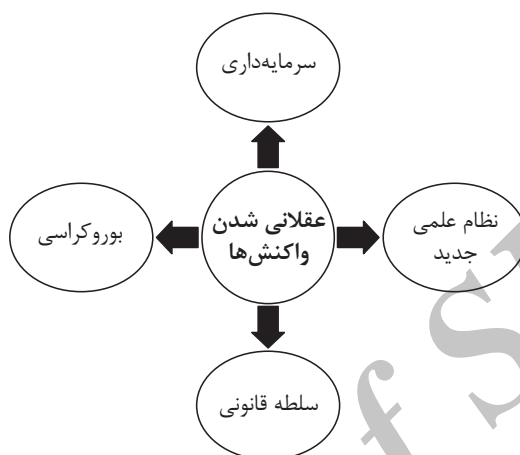 سرمایه‌داری
عقلانی شدن
واکنش‌ها
نظام علمی
جدید
بوروکراسی
سلطه قانونی
f S